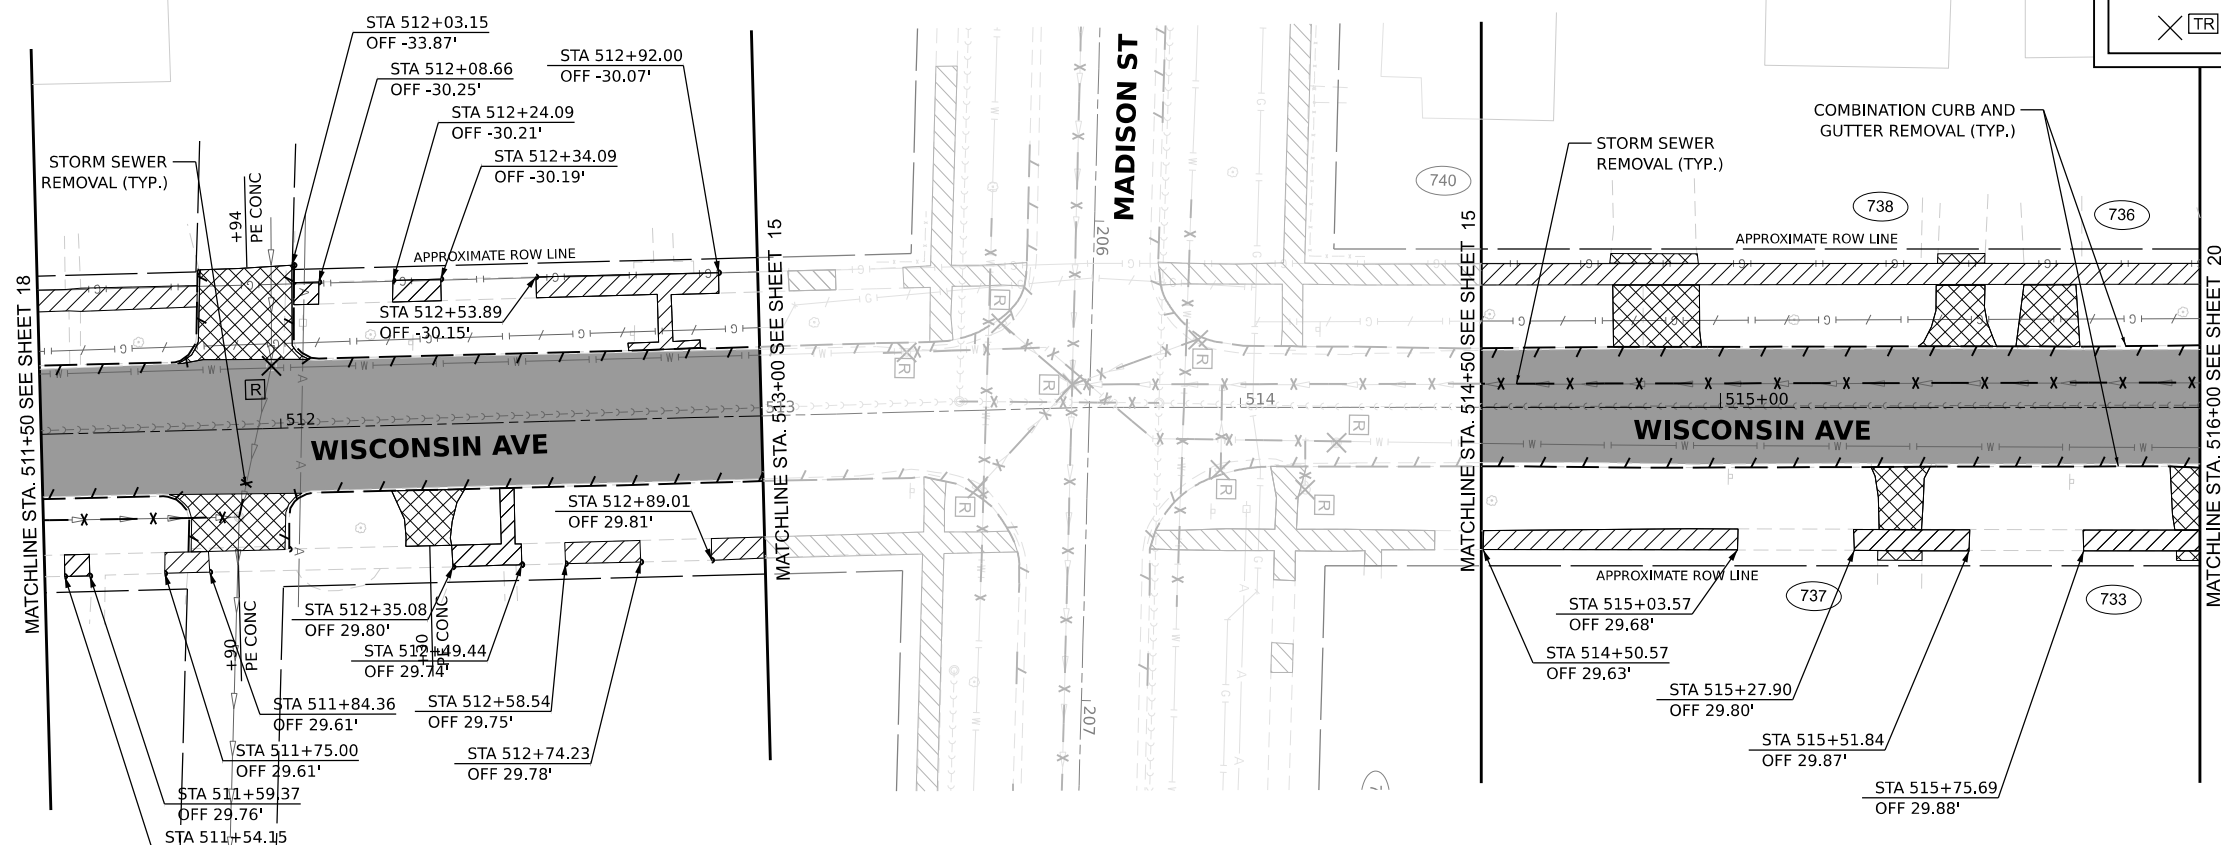 STA 512+03.15
OFF -33.87'
STA 512+08.66
OFF -30.25'
STA 512+92.00
OFF -30.07'
STA 512+24.09
OFF -30.21'
STA 512+34.09
OFF -30.19'
STORM SEWER
REMOVAL (TYP.)
+94
PE CONC
APPROXIMATE ROW LINE
STA 512+53.89
OFF -30.15'
MATCHLINE STA. 511+50 SEE SHEET 18
R
512
WISCONSIN AVE
MATCHLINE STA. 513+00 SEE SHEET 15
STA 512+89.01
OFF 29.81'
STA 512+35.08
OFF 29.80'
STA 512+49.44
OFF 29.74'
+30
PE CONC
+90
PE CONC
STA 511+84.36
OFF 29.61'
STA 512+58.54
OFF 29.75'
STA 511+75.00
OFF 29.61'
STA 512+74.23
OFF 29.78'
STA 511+59.37
OFF 29.76'
STA 511+54.15
MADISON ST
206
207
513
514
R
R
R
R
R
R
R
R
740
MATCHLINE STA. 514+50 SEE SHEET 15
TR
COMBINATION CURB AND
GUTTER REMOVAL (TYP.)
STORM SEWER
REMOVAL (TYP.)
738
736
APPROXIMATE ROW LINE
515+00
WISCONSIN AVE
MATCHLINE STA. 516+00 SEE SHEET 20
APPROXIMATE ROW LINE
737
733
STA 515+03.57
OFF 29.68'
STA 514+50.57
OFF 29.63'
STA 515+27.90
OFF 29.80'
STA 515+51.84
OFF 29.87'
STA 515+75.69
OFF 29.88'